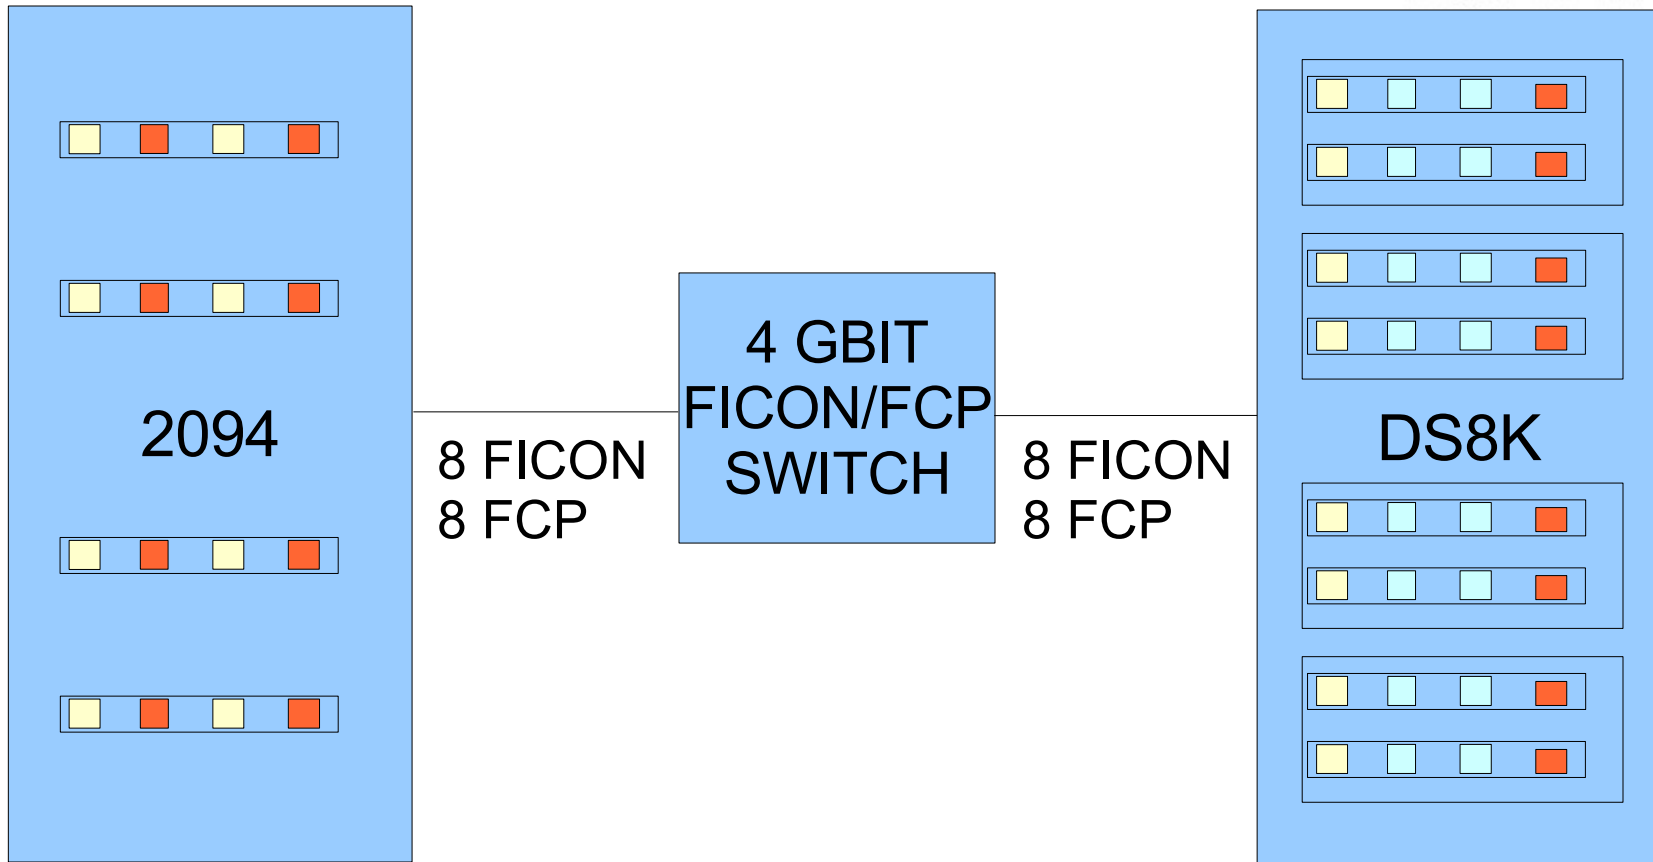 2094
8 FICON
8 FCP
4 GBIT
FICON/FCP
SWITCH
8 FICON
8 FCP
DS8K